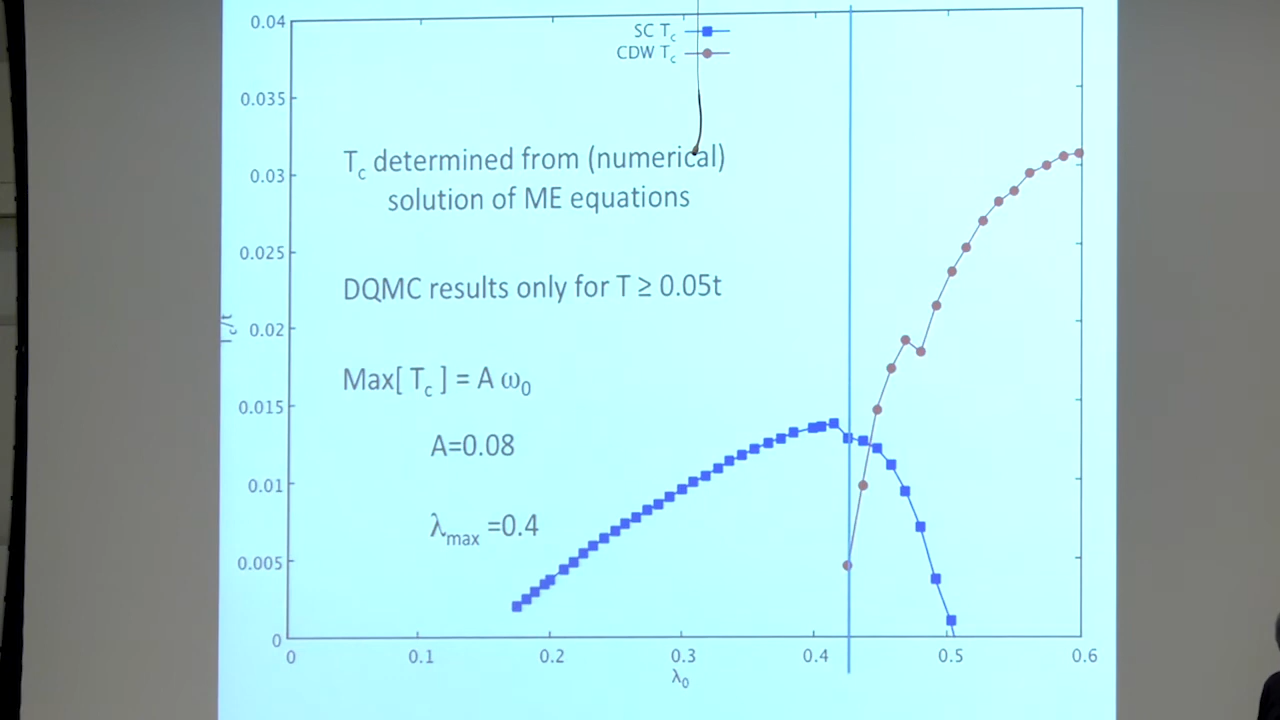 0.04
0.035
0.03
0.025
0.02
0.015
0.01
0.005
0
T_c/t
SC T_c
CDW T_c
T_c determined from (numerical)
solution of ME equations
DQMC results only for T ≥ 0.05t
Max[ T_c ] = A ω_0
A=0.08
λ_max =0.4
0 0.1 0.2 0.3 0.4 0.5 0.6
λ_0